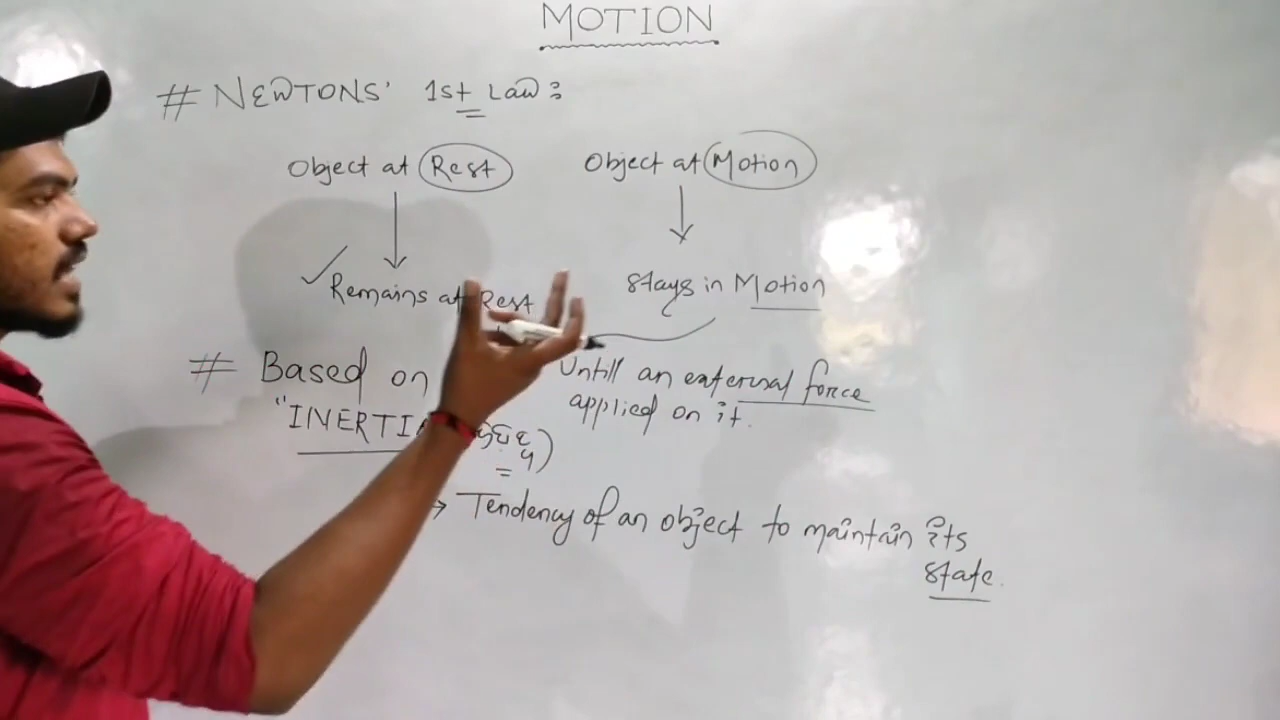 MOTION
# NEWTONS' 1st LAW:
Object at Rest
Object at Motion
Remains at Rest
stays in Motion
# Based on
Untill an external force
applied on it.
"INERTIA
→ Tendency of an object to maintain its
state.